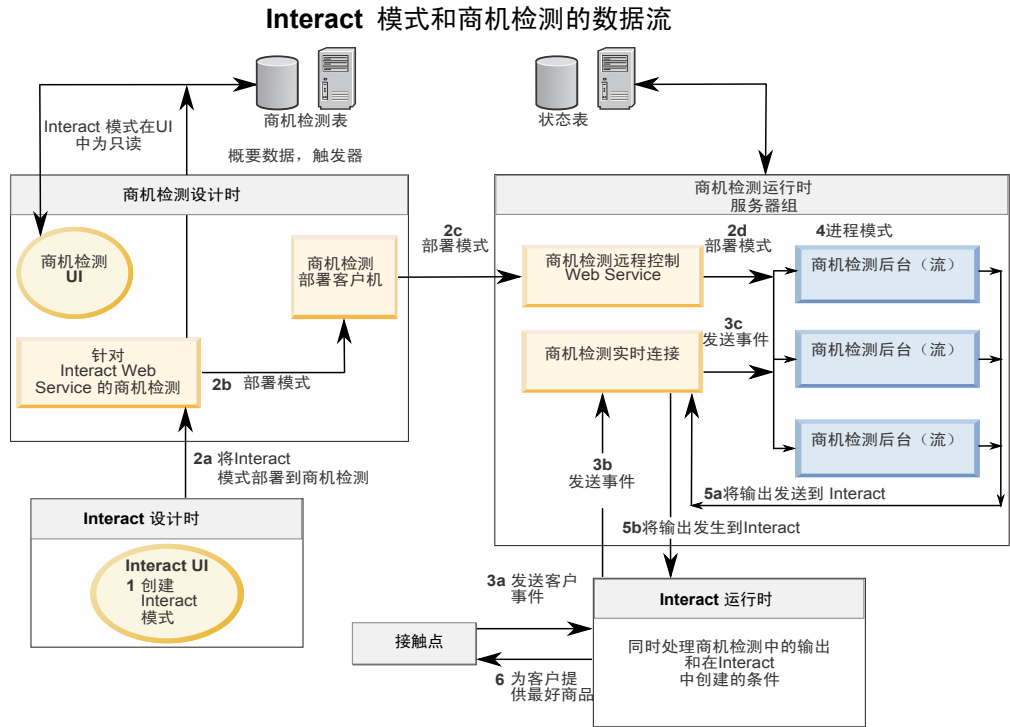 Interact 模式和商机检测的数据流
商机检测表
状态表
Interact 模式在UI
中为只读
概要数据，触发器
商机检测设计时
商机检测
UI
商机检测
部署客户机
针对
Interact Web
Service 的商机检测
2b 部署模式
2c
部署模式
商机检测运行时
服务器组
商机检测远程控制
Web Service
2d
部署模式
4进程模式
商机检测后台（流）
商机检测实时连接
3c
发送事件
商机检测后台（流）
商机检测后台（流）
2a 将Interact
模式部署到商机检测
3b
发送事件
5a将输出发送到 Interact
5b将输出发生到Interact
Interact 设计时
Interact UI
1 创建
Interact
模式
3a 发送客户
事件
接触点
6 为客户提
供最好商品
Interact 运行时
同时处理商机检测中的输出
和在Interact
中创建的条件